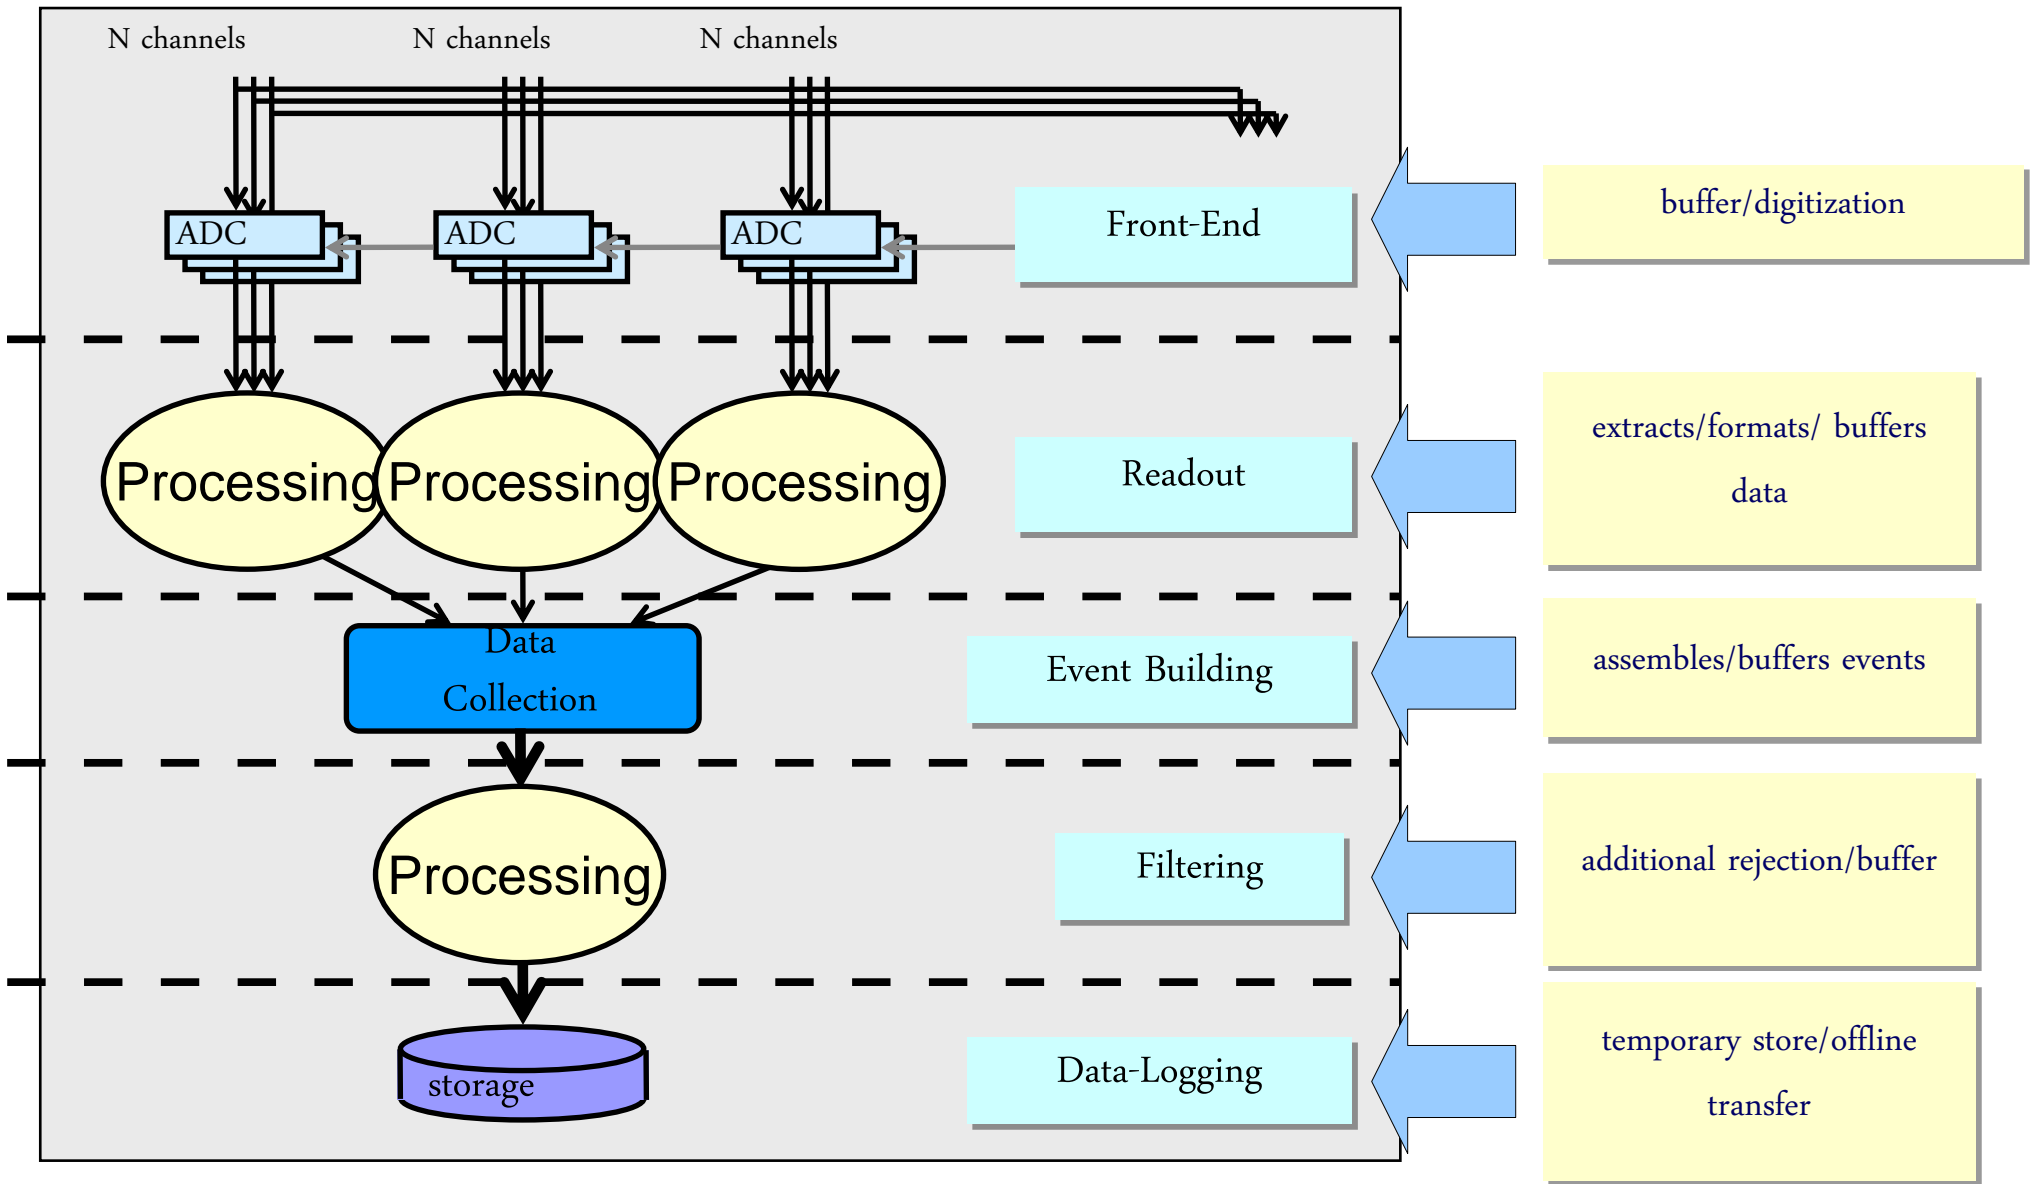 N channels
N channels
N channels
ADC
ADC
ADC
Front-End
buffer/digitization
Processing
Processing
Processing
Readout
extracts/formats/ buffers
data
Data
Collection
Event Building
assembles/buffers events
Processing
Filtering
additional rejection/buffer
storage
Data-Logging
temporary store/offline
transfer